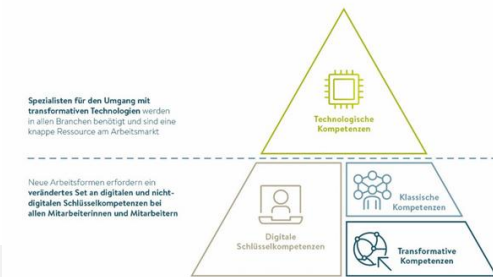 Spezialisten für den Umgang mit
transformativen Technologien werden
in allen Branchen benötigt und sind eine
knappe Ressource am Arbeitsmarkt
Technologische
Kompetenzen
Neue Arbeitsformen erfordern ein
verändertes Set an digitalen und nicht-
digitalen Schlüsselkompetenzen bei
allen Mitarbeiterinnen und Mitarbeitern
Digitale
Schlüsselkompetenzen
Klassische
Kompetenzen
Transformative
Kompetenzen